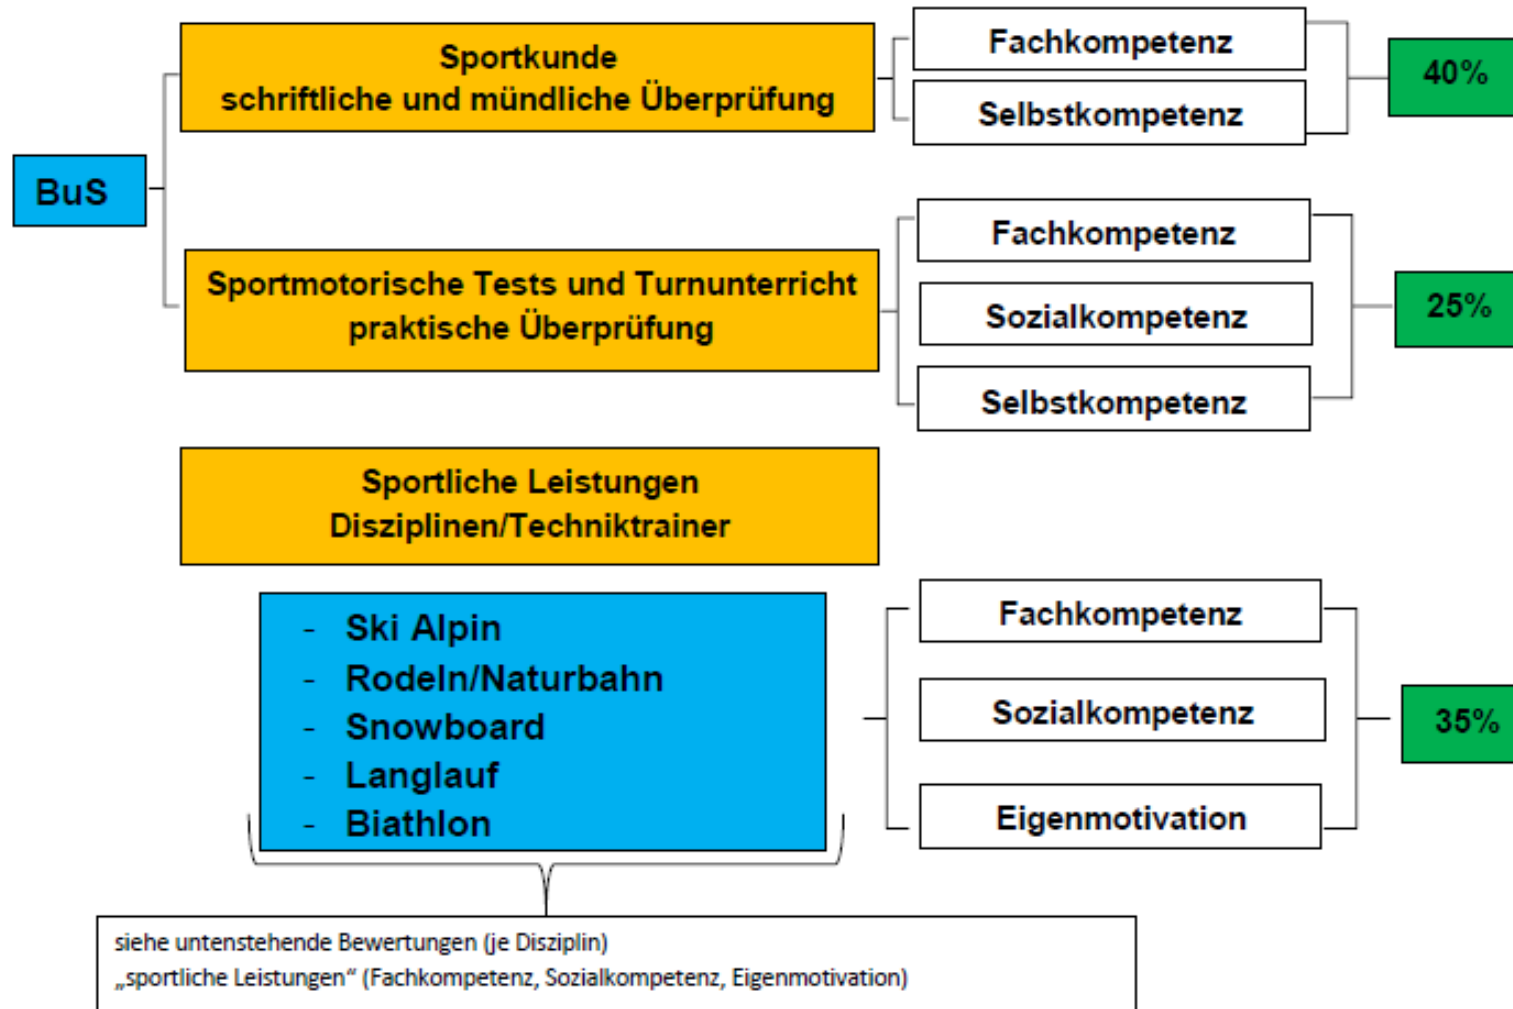 BuS
Sportkunde
schriftliche und mündliche Überprüfung
Fachkompetenz
Selbstkompetenz
40%
Sportmotorische Tests und Turnunterricht
praktische Überprüfung
Fachkompetenz
Sozialkompetenz
Selbstkompetenz
25%
Sportliche Leistungen
Disziplinen/Techniktrainer
- Ski Alpin
- Rodeln/Naturbahn
- Snowboard
- Langlauf
- Biathlon
Fachkompetenz
Sozialkompetenz
Eigenmotivation
35%
siehe untenstehende Bewertungen (je Disziplin)
„sportliche Leistungen“ (Fachkompetenz, Sozialkompetenz, Eigenmotivation)